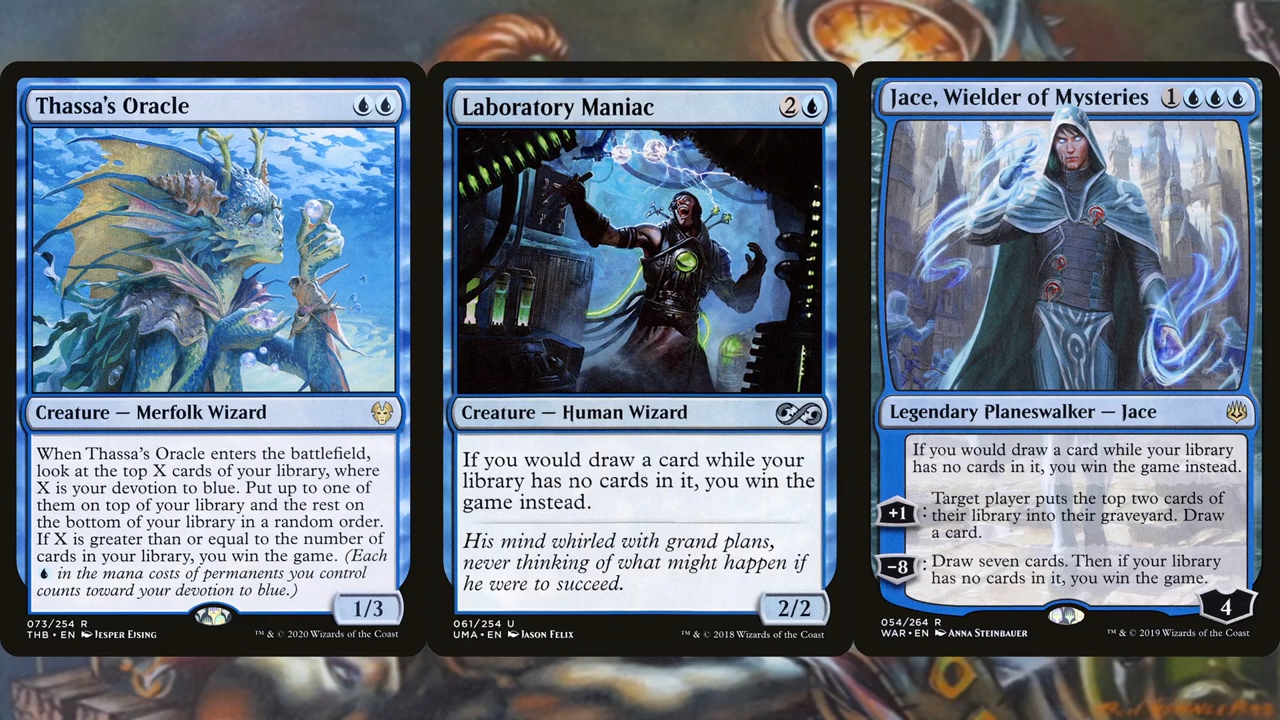 Thassa's Oracle
Creature — Merfolk Wizard
When Thassa's Oracle enters the battlefield,
look at the top X cards of your library, where
X is your devotion to blue. Put up to one of
them on top of your library and the rest on
the bottom of your library in a random order.
If X is greater than or equal to the number of
cards in your library, you win the game. (Each
in the mana costs of permanents you control
counts toward your devotion to blue.)
1/3
073/254 R
THB • EN Jesper Eising
™ & © 2020 Wizards of the Coast
Laboratory Maniac
2
Creature — Human Wizard
If you would draw a card while your
library has no cards in it, you win the
game instead.
His mind whirled with grand plans,
never thinking of what might happen if
he were to succeed.
2/2
061/254 U
UMA • EN Jason Felix
™ & © 2018 Wizards of the Coast
Jace, Wielder of Mysteries
1
Legendary Planeswalker — Jace
If you would draw a card while your library
has no cards in it, you win the game instead.
+1: Target player puts the top two cards of
their library into their graveyard. Draw
a card.
-8: Draw seven cards. Then if your library
has no cards in it, you win the game.
4
054/264 R
WAR • EN Anna Steinbauer
™ & © 2019 Wizards of the Coast